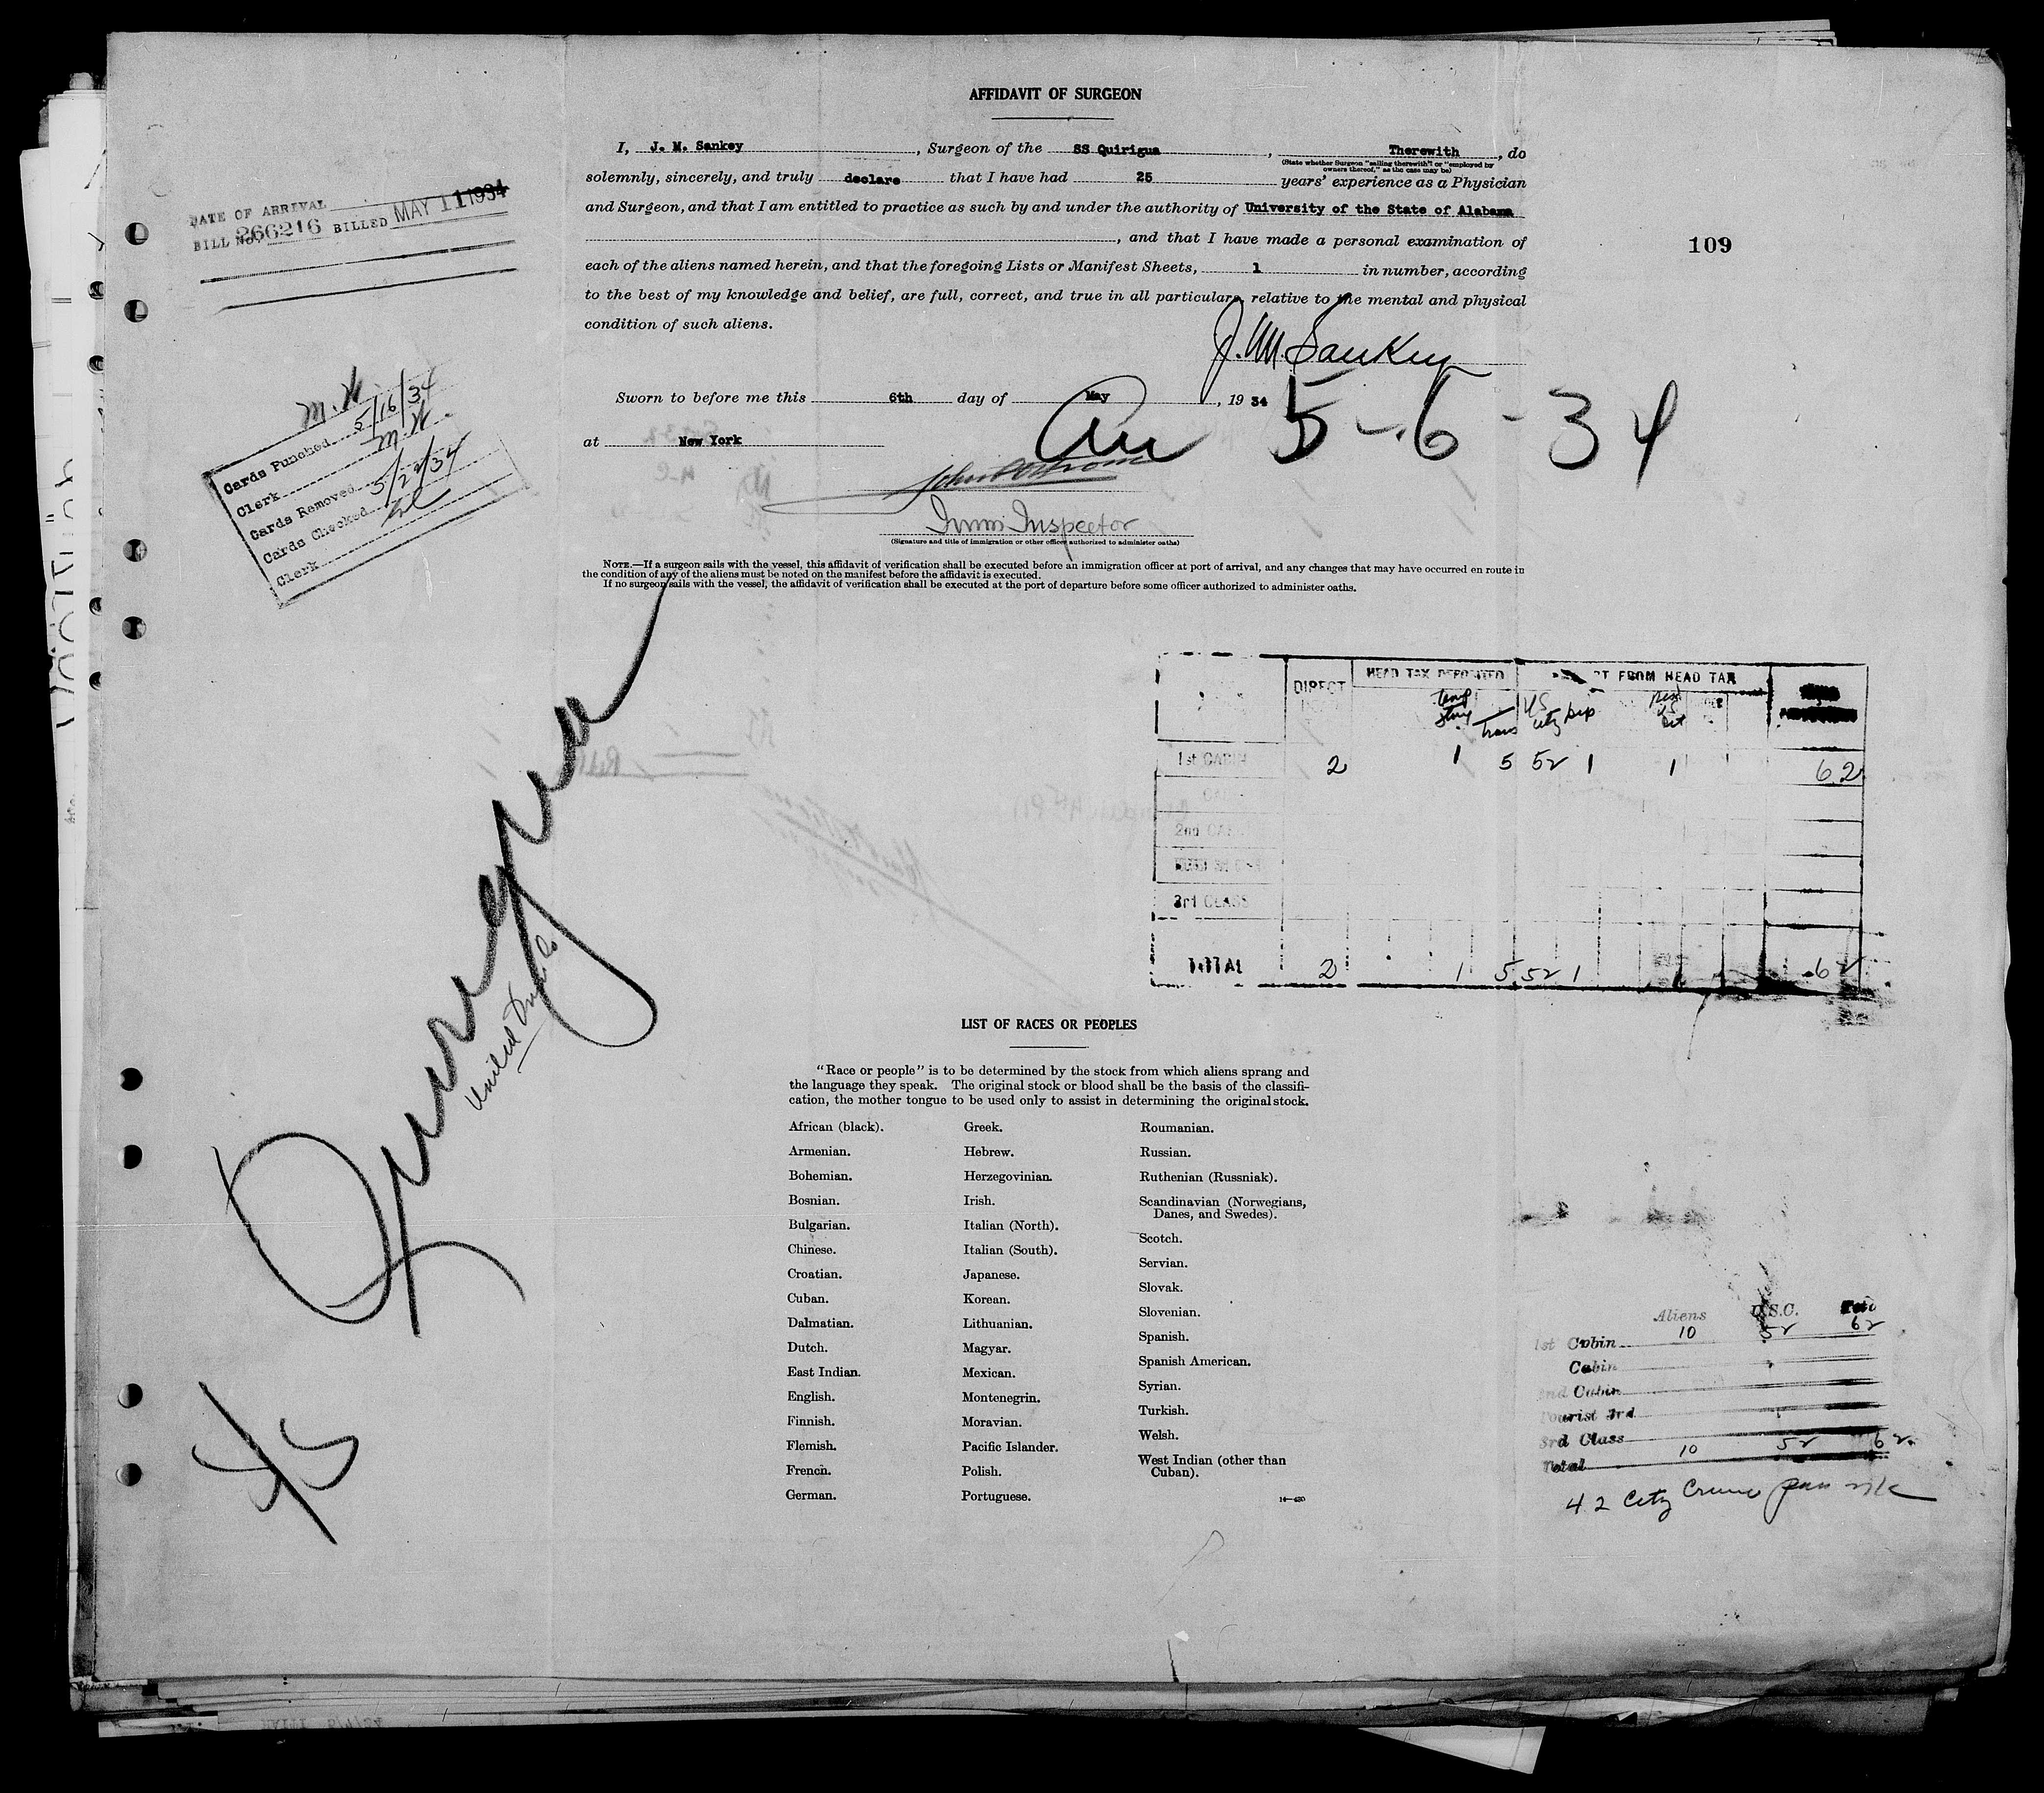 AFFIDAVIT OF SURGEON
I, J. M. Sankey, Surgeon of the SS Quirigua, Therewith, do
(State whether Surgeon "sailing therewith" or "employed by owners thereof," as the case may be)
solemnly, sincerely, and truly declare that I have had 25 years' experience as a Physician
and Surgeon, and that I am entitled to practice as such by and under the authority of University of the State of Alabama
, and that I have made a personal examination of
each of the aliens named herein, and that the foregoing Lists or Manifest Sheets, 1 in number, according
to the best of my knowledge and belief, are full, correct, and true in all particulars, relative to the mental and physical
condition of such aliens.
J. M. Sankey
Sworn to before me this 6th day of May, 19 34
at New York
Arr 5-6-34
Imm Inspector
(Signature and title of immigration or other officer authorized to administer oaths)
NOTE.—If a surgeon sails with the vessel, this affidavit of verification shall be executed before an immigration officer at port of arrival, and any changes that may have occurred en route in
the condition of any of the aliens must be noted on the manifest before the affidavit is executed.
If no surgeon sails with the vessel, the affidavit of verification shall be executed at the port of departure before some officer authorized to administer oaths.
109
DATE OF ARRIVAL
BILL NO. 266216 BILLED MAY 11 1934
M.W.
Cards Punched 5/16/34
Clerk M.W.
Cards Removed 5/21/34
Cards Checked
Clerk
Quirigua
United Fruit Co
45
DIRECT HEAD TAX DEPOSITED FROM HEAD TAX
Trans US City
1st CABIN 2 1 5 52 1 1 62
2nd CABIN
3rd CLASS
TOTAL 2 1 5 52 1 1 62
LIST OF RACES OR PEOPLES
"Race or people" is to be determined by the stock from which aliens sprang and
the language they speak. The original stock or blood shall be the basis of the classifi-
cation, the mother tongue to be used only to assist in determining the original stock.
African (black).
Armenian.
Bohemian.
Bosnian.
Bulgarian.
Chinese.
Croatian.
Cuban.
Dalmatian.
Dutch.
East Indian.
English.
Finnish.
Flemish.
French.
German.
Greek.
Hebrew.
Herzegovinian.
Irish.
Italian (North).
Italian (South).
Japanese.
Korean.
Lithuanian.
Magyar.
Mexican.
Montenegrin.
Moravian.
Pacific Islander.
Polish.
Portuguese.
Roumanian.
Russian.
Ruthenian (Russniak).
Scandinavian (Norwegians,
Danes, and Swedes).
Scotch.
Servian.
Slovak.
Slovenian.
Spanish.
Spanish American.
Syrian.
Turkish.
Welsh.
West Indian (other than
Cuban).
14—430
Aliens U.S.C. Total
1st Cabin 10 52 62
Cabin
2nd Cabin
Tourist 3rd
3rd Class
Total 10 52 62
42 City Cruise